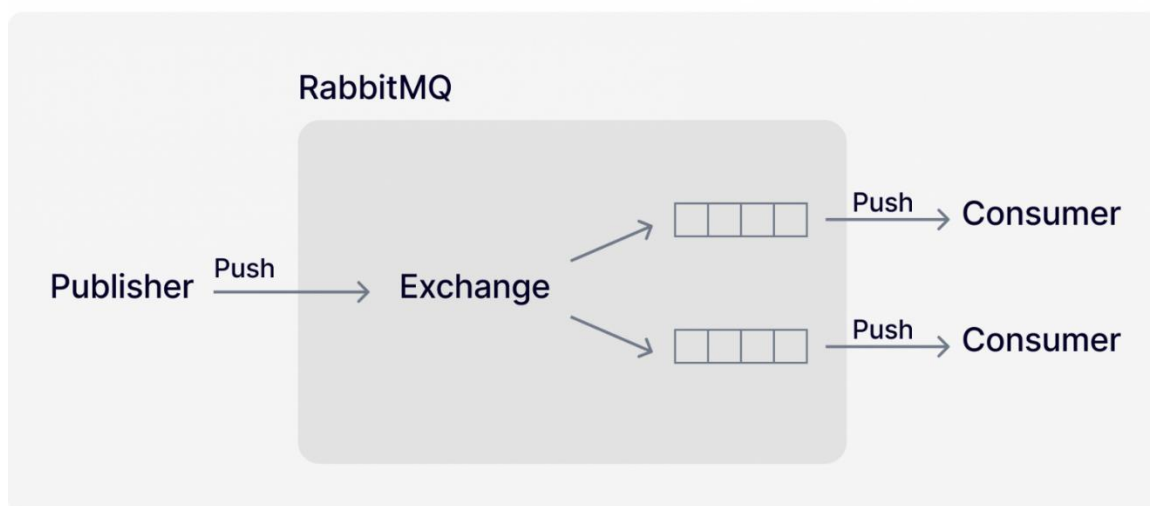 RabbitMQ
Publisher
Push
Exchange
Push
Consumer
Push
Consumer